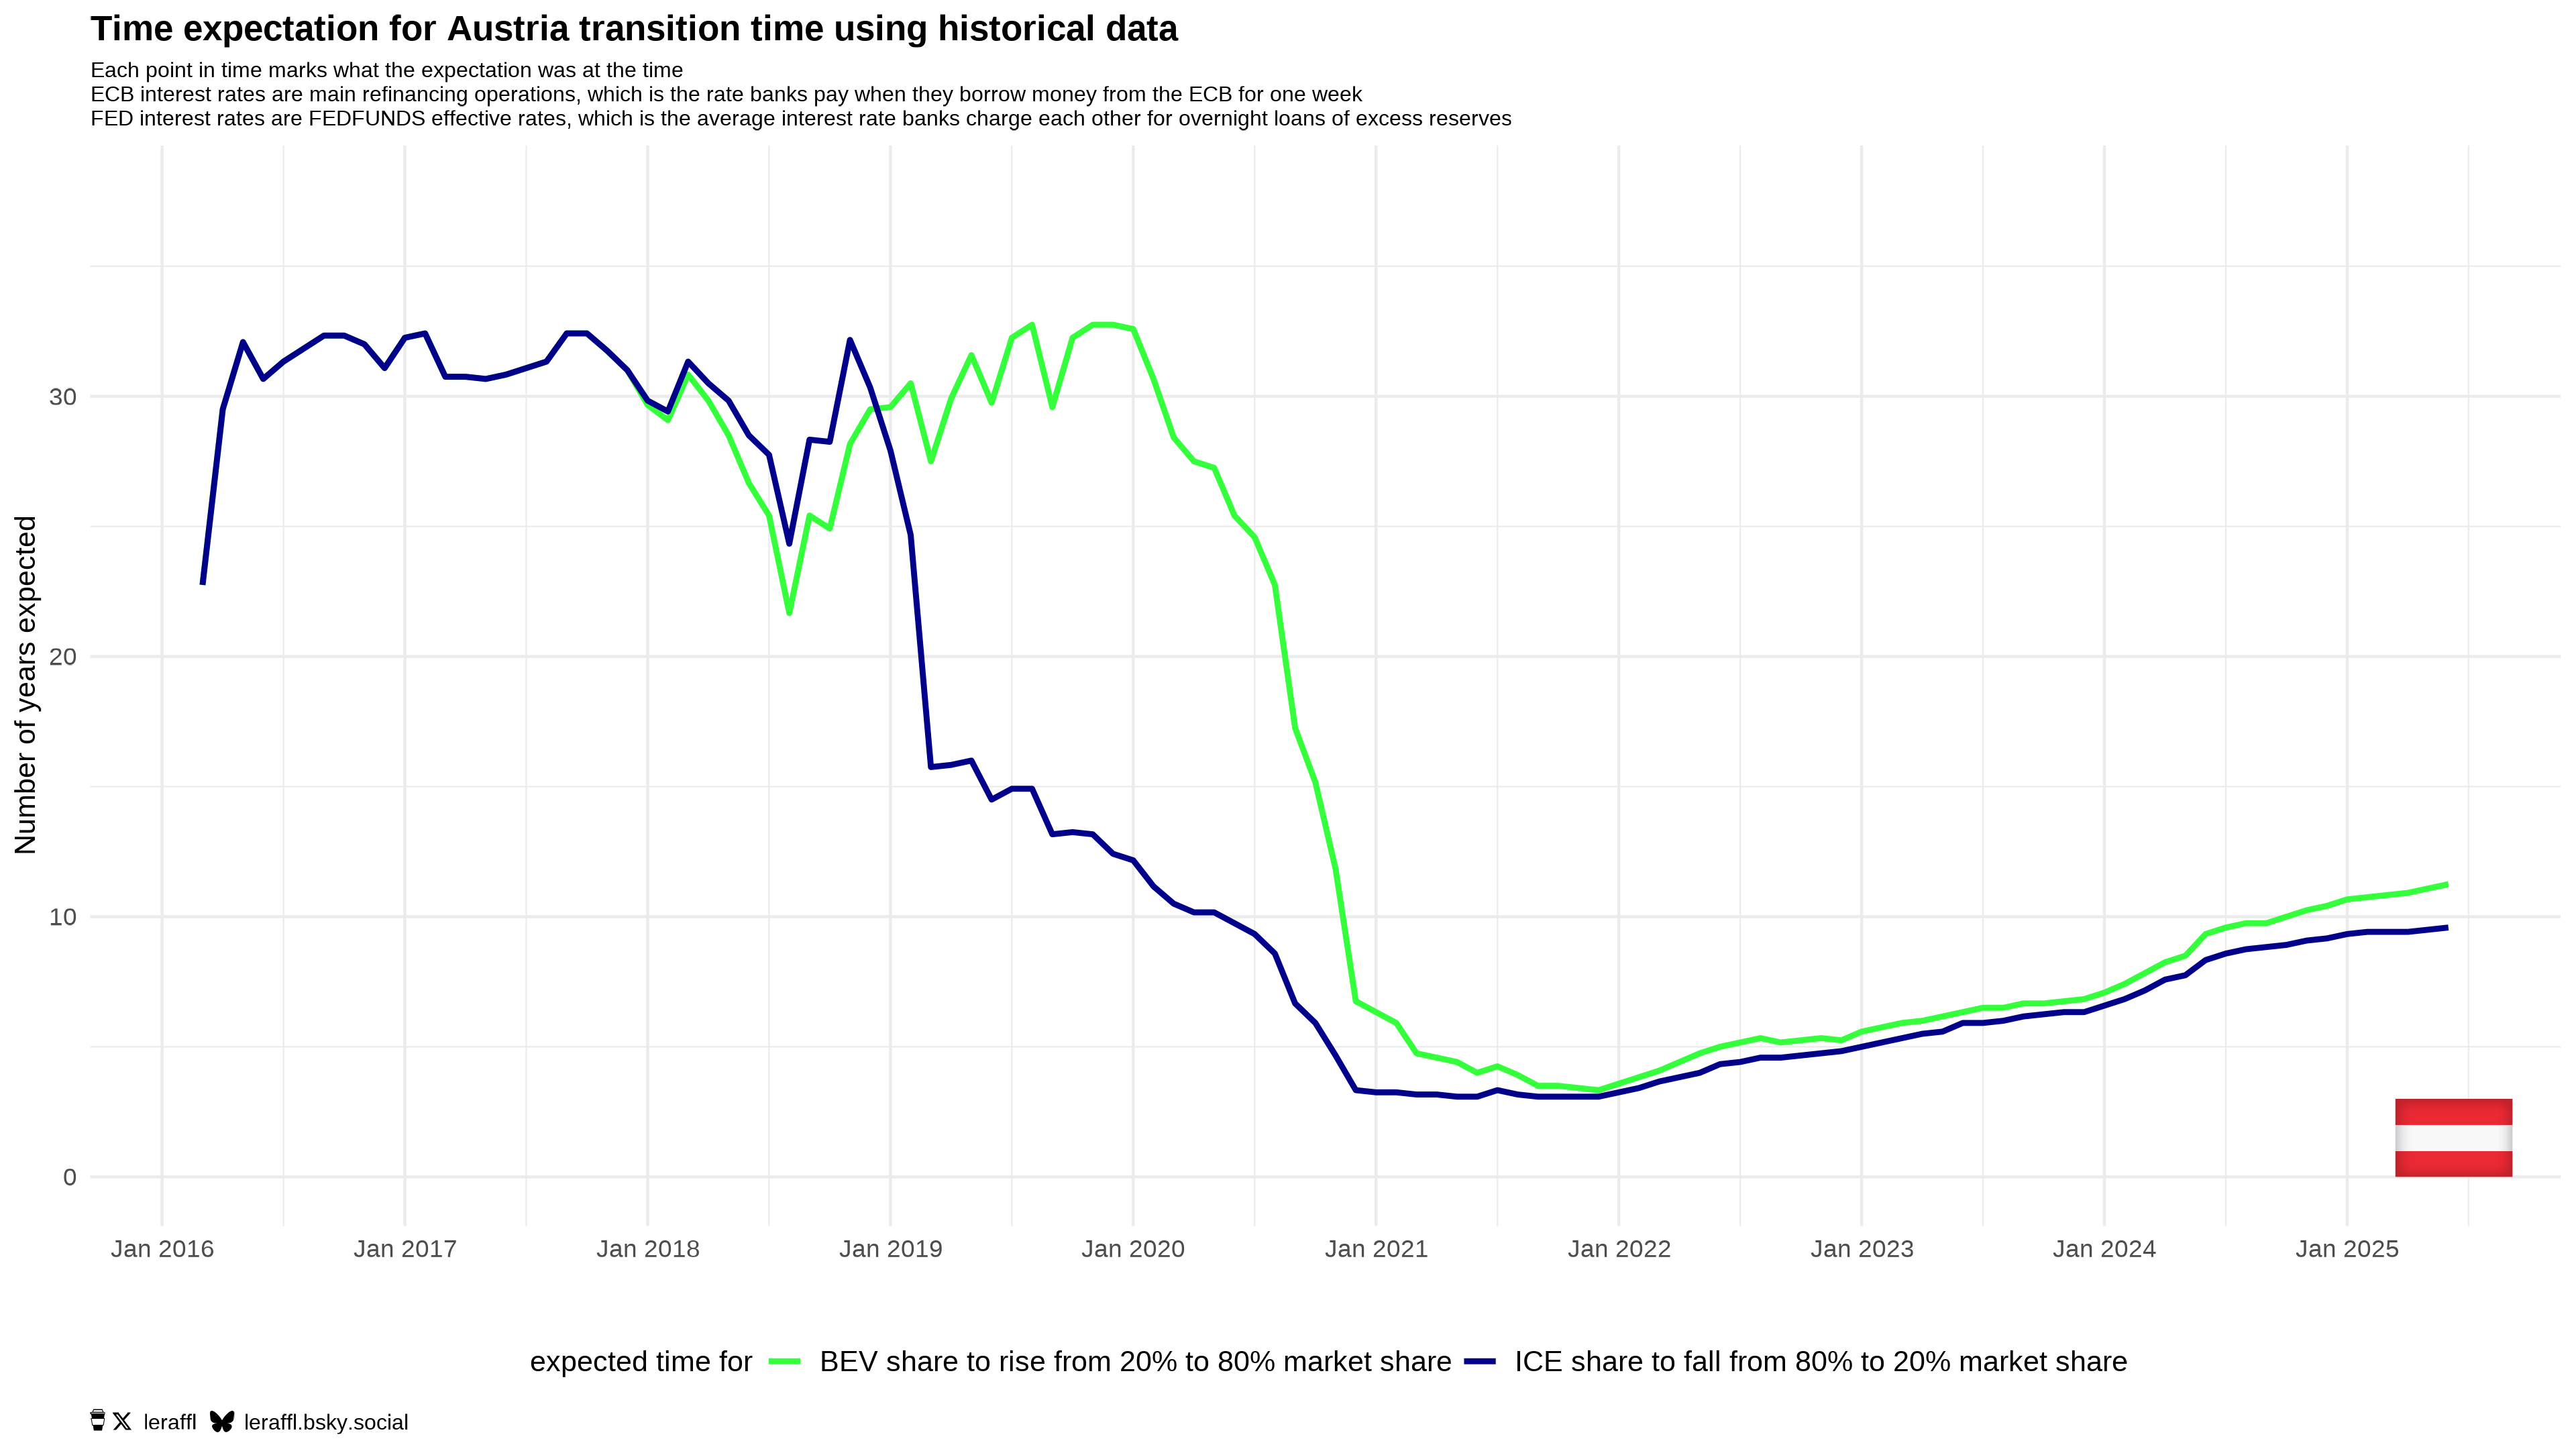 Time expectation for Austria transition time using historical data
Each point in time marks what the expectation was at the time
ECB interest rates are main refinancing operations, which is the rate banks pay when they borrow money from the ECB for one week
FED interest rates are FEDFUNDS effective rates, which is the average interest rate banks charge each other for overnight loans of excess reserves
Number of years expected
30
20
10
0
Jan 2016 Jan 2017 Jan 2018 Jan 2019 Jan 2020 Jan 2021 Jan 2022 Jan 2023 Jan 2024 Jan 2025
expected time for BEV share to rise from 20% to 80% market share ICE share to fall from 80% to 20% market share
leraffl leraffl.bsky.social